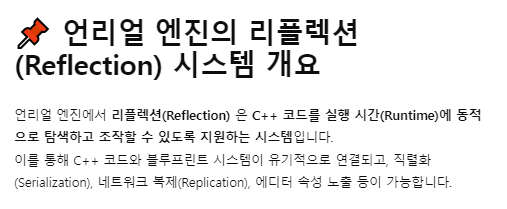 📌 언리얼 엔진의 리플렉션
(Reflection) 시스템 개요
언리얼 엔진에서 리플렉션(Reflection) 은 C++ 코드를 실행 시간(Runtime)에 동적
으로 탐색하고 조작할 수 있도록 지원하는 시스템입니다.
이를 통해 C++ 코드와 블루프린트 시스템이 유기적으로 연결되고, 직렬화
(Serialization), 네트워크 복제(Replication), 에디터 속성 노출 등이 가능합니다.